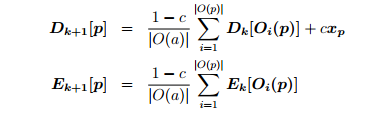 D_{k+1}[p] = \frac{1 - c}{|O(a)|} \sum_{i=1}^{|O(p)|} D_k[O_i(p)] + cx_p
E_{k+1}[p] = \frac{1 - c}{|O(a)|} \sum_{i=1}^{|O(p)|} E_k[O_i(p)]